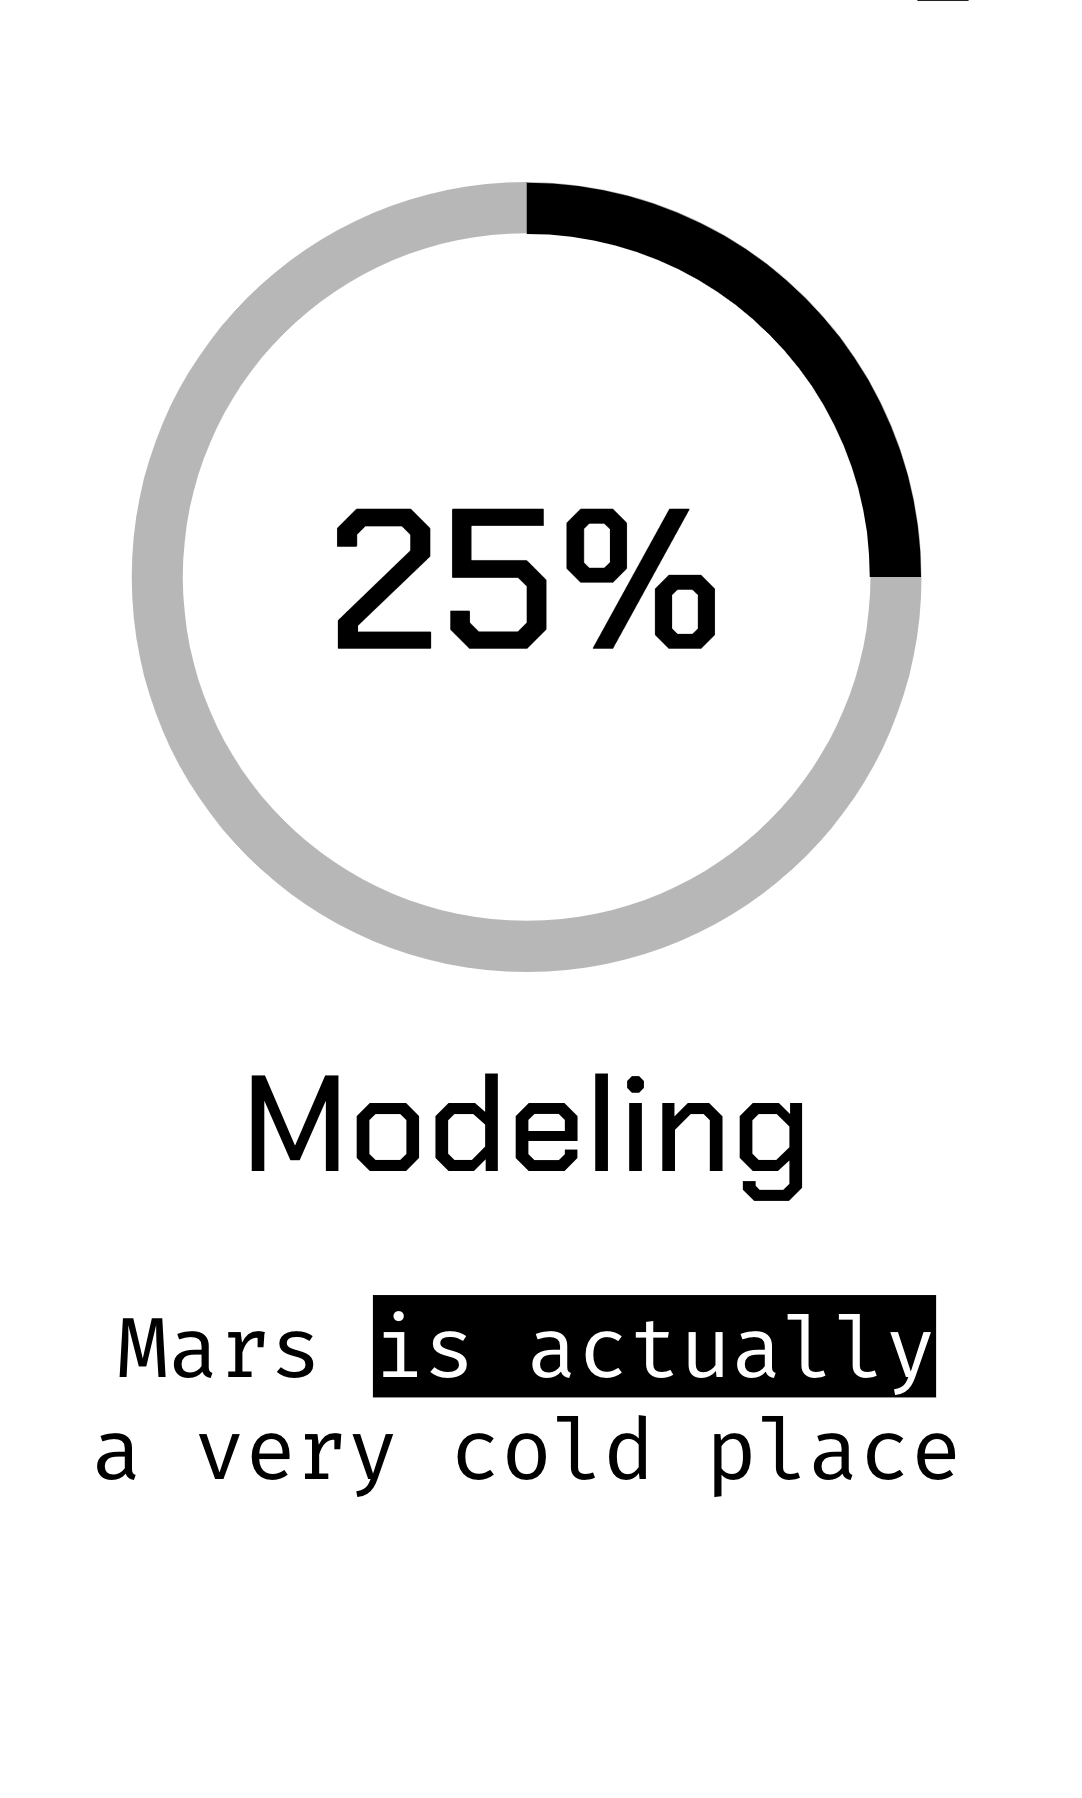 25%
Modeling
Mars is actually
a very cold place